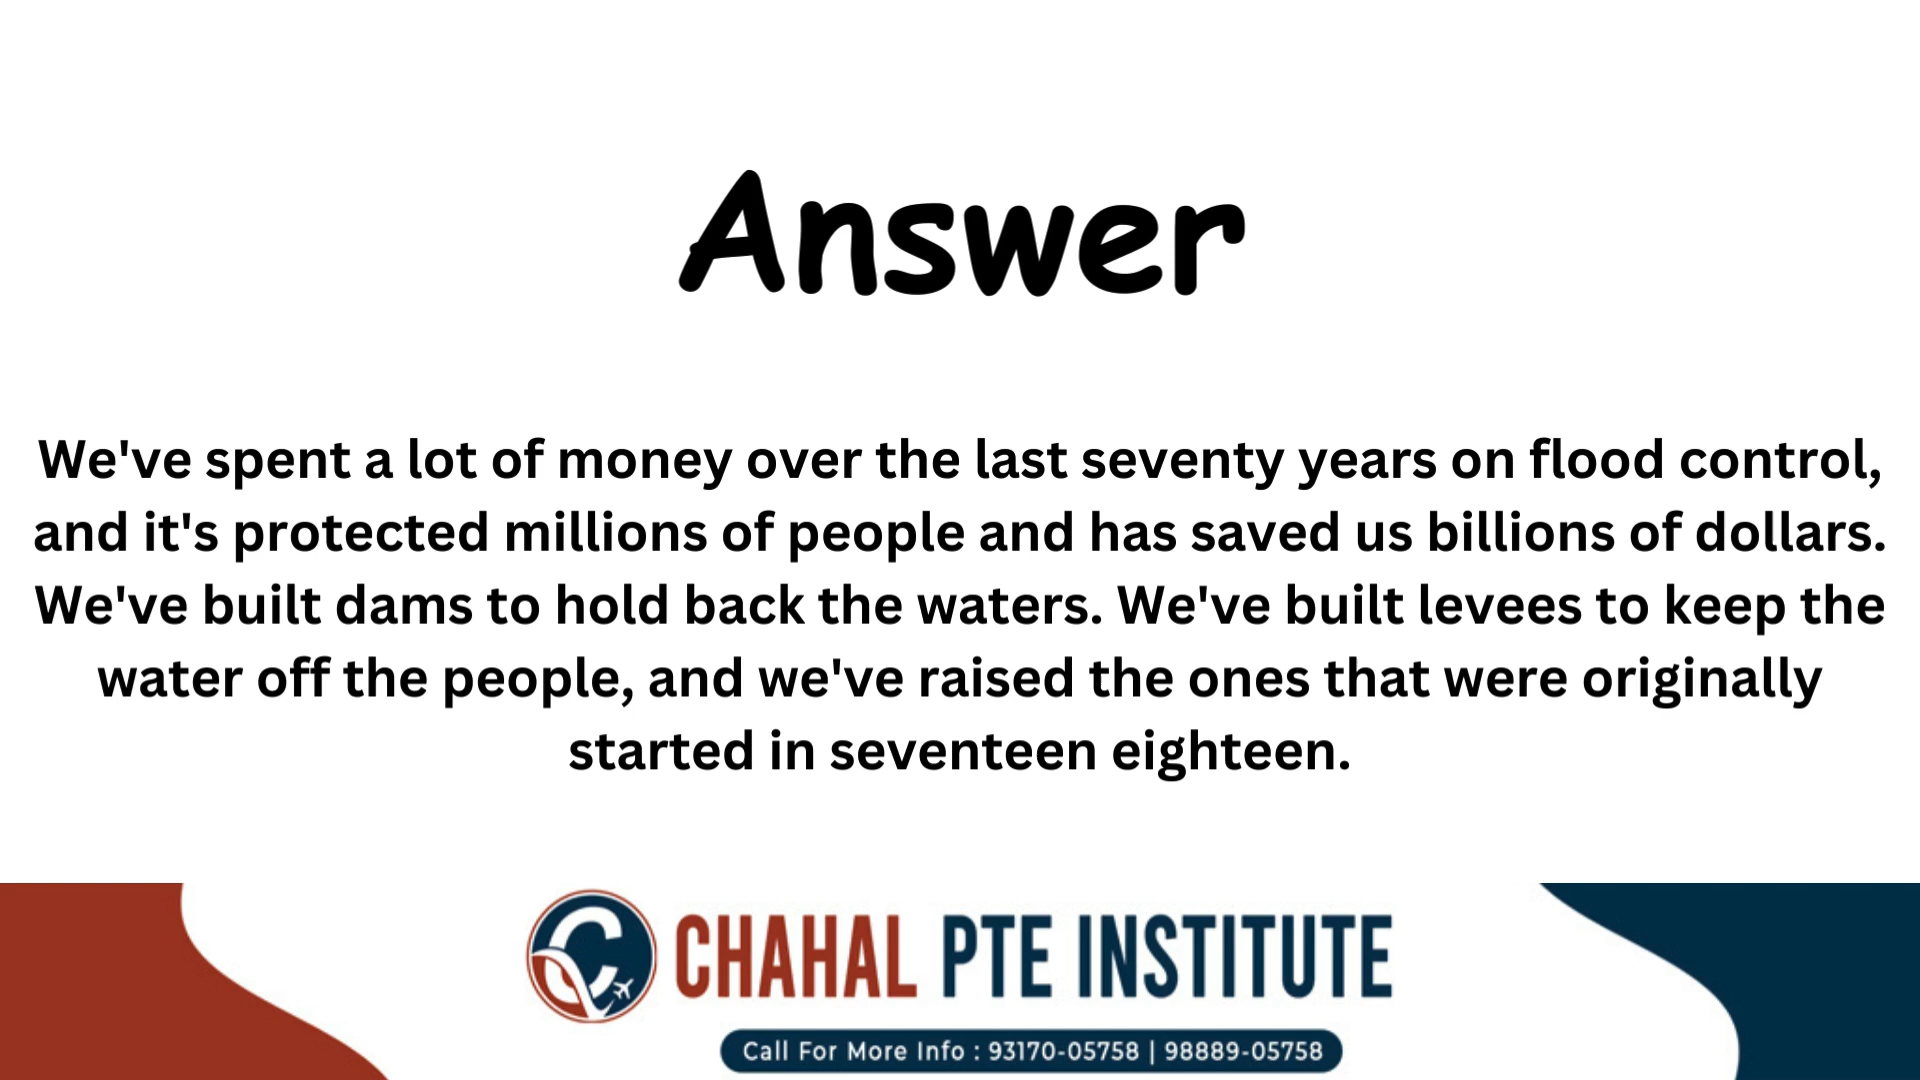 Answer
We've spent a lot of money over the last seventy years on flood control,
and it's protected millions of people and has saved us billions of dollars.
We've built dams to hold back the waters. We've built levees to keep the
water off the people, and we've raised the ones that were originally
started in seventeen eighteen.
CHAHAL PTE INSTITUTE
Call For More Info : 93170-05758 | 98889-05758